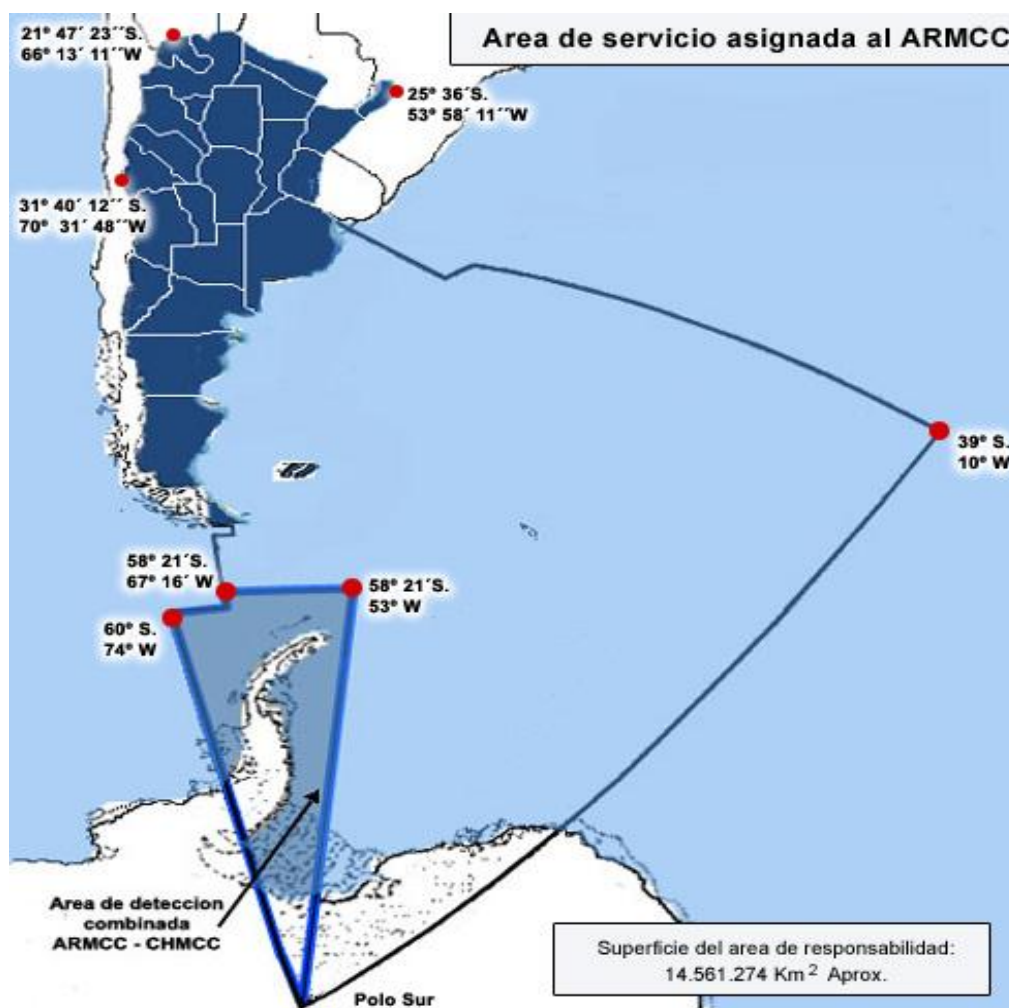 Area de servicio asignada al ARMCC
21° 47´ 23´´S.
66° 13´ 11´´W
25° 36´S.
53° 58´ 11´´W
31° 40´ 12´´ S.
70° 31´ 48´´W
39° S.
10° W
58° 21´S.
67° 16´ W
58° 21´S.
53° W
60° S.
74° W
Area de deteccion
combinada
ARMCC - CHMCC
Polo Sur
Superficie del area de responsabilidad:
14.561.274 Km² Aprox.